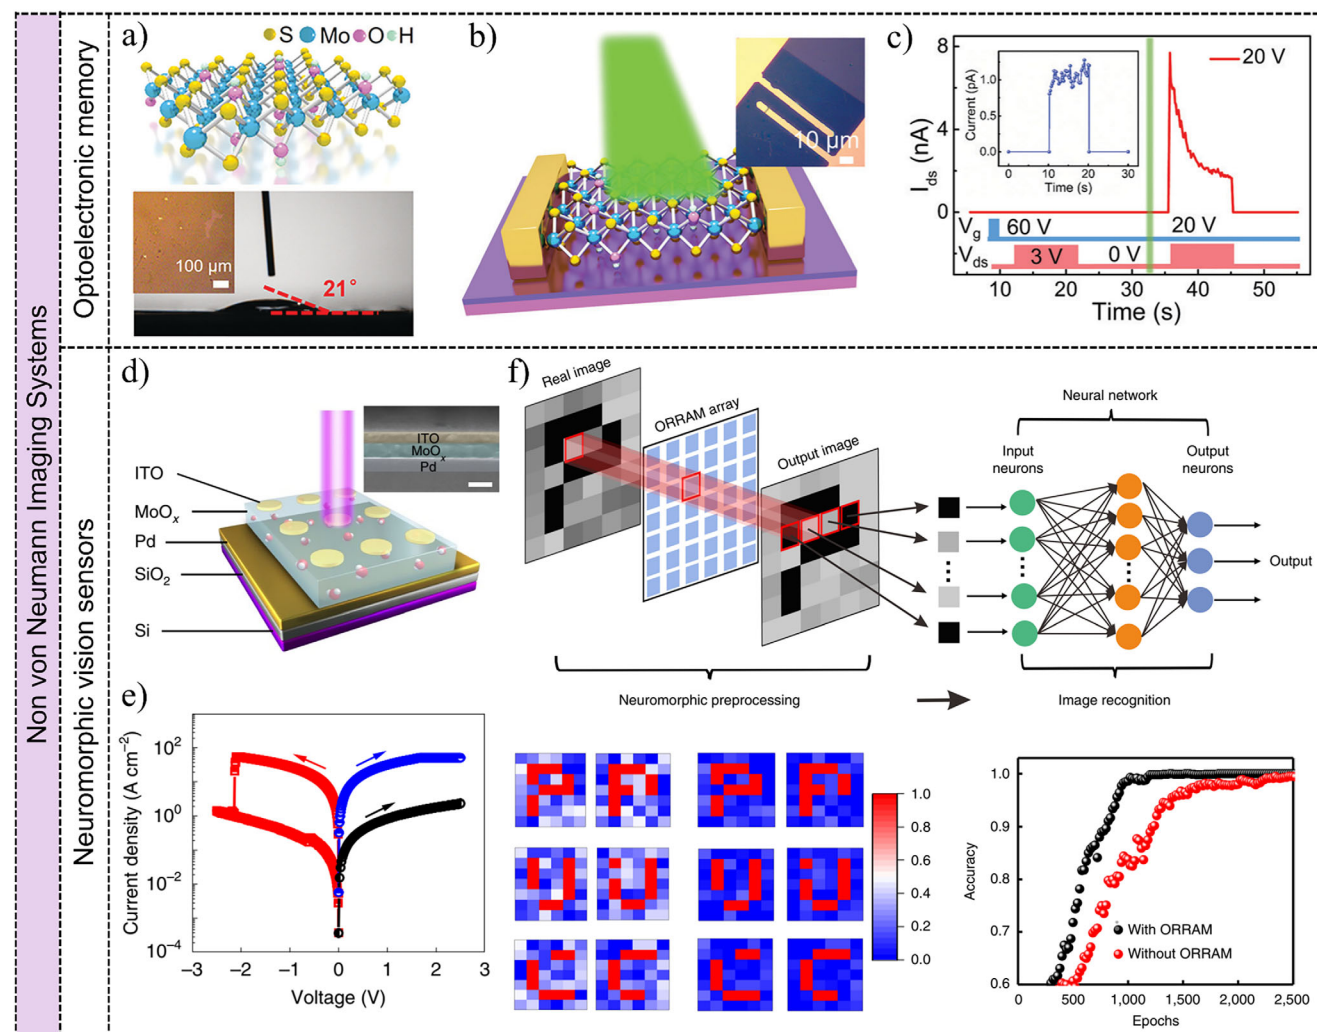 Non von Neumann Imaging Systems
Optoelectronic memory
a)
S Mo O H
100 μm
21°
b)
10 μm
c)
8
4
0
I_ds (nA)
20 V
1.0
0.5
0.0
Current (pA)
0 10 20 30
Time (s)
V_g 60 V 20 V
V_ds 3 V 0 V
10 20 30 40 50
Time (s)
Neuromorphic vision sensors
d)
ITO
MoO_x
Pd
SiO_2
Si
ITO
MoO_x
Pd
e)
Current density (A cm⁻²)
10²
10⁰
10⁻²
10⁻⁴
−3 −2 −1 0 1 2 3
Voltage (V)
f)
Real image
ORRAM array
Output image
Neural network
Input
neurons
Output
neurons
Output
Neuromorphic preprocessing
Image recognition
1.0
0.8
0.6
0.4
0.2
0.0
Accuracy
1.0
0.9
0.8
0.7
0.6
With ORRAM
Without ORRAM
0 500 1,000 1,500 2,000 2,500
Epochs